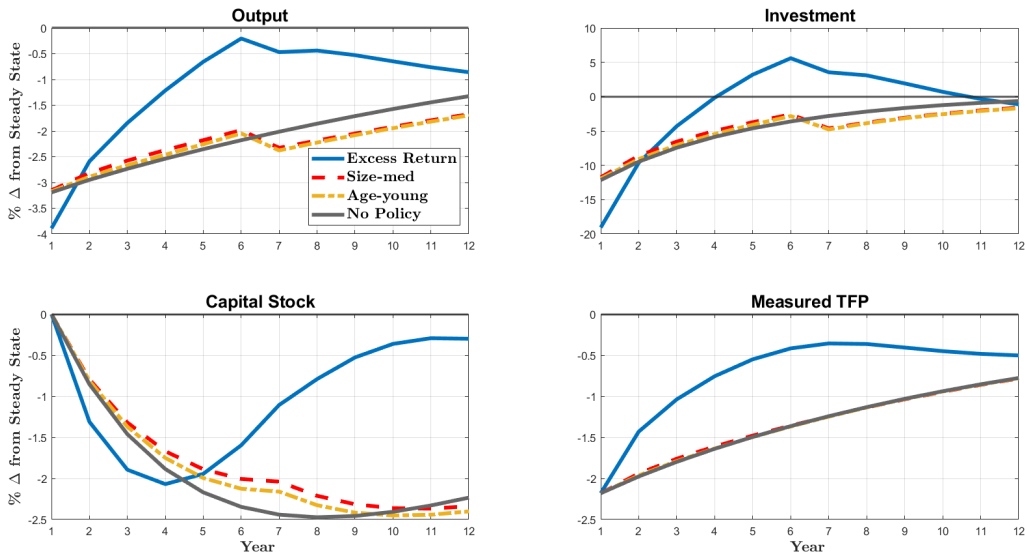 Output
% Δ from Steady State
0
-0.5
-1
-1.5
-2
-2.5
-3
-3.5
-4
1 2 3 4 5 6 7 8 9 10 11 12
Excess Return
Size-med
Age-young
No Policy
Investment
10
5
0
-5
-10
-15
-20
1 2 3 4 5 6 7 8 9 10 11 12
Capital Stock
% Δ from Steady State
0
-0.5
-1
-1.5
-2
-2.5
1 2 3 4 5 6 7 8 9 10 11 12
Year
Measured TFP
0
-0.5
-1
-1.5
-2
-2.5
1 2 3 4 5 6 7 8 9 10 11 12
Year